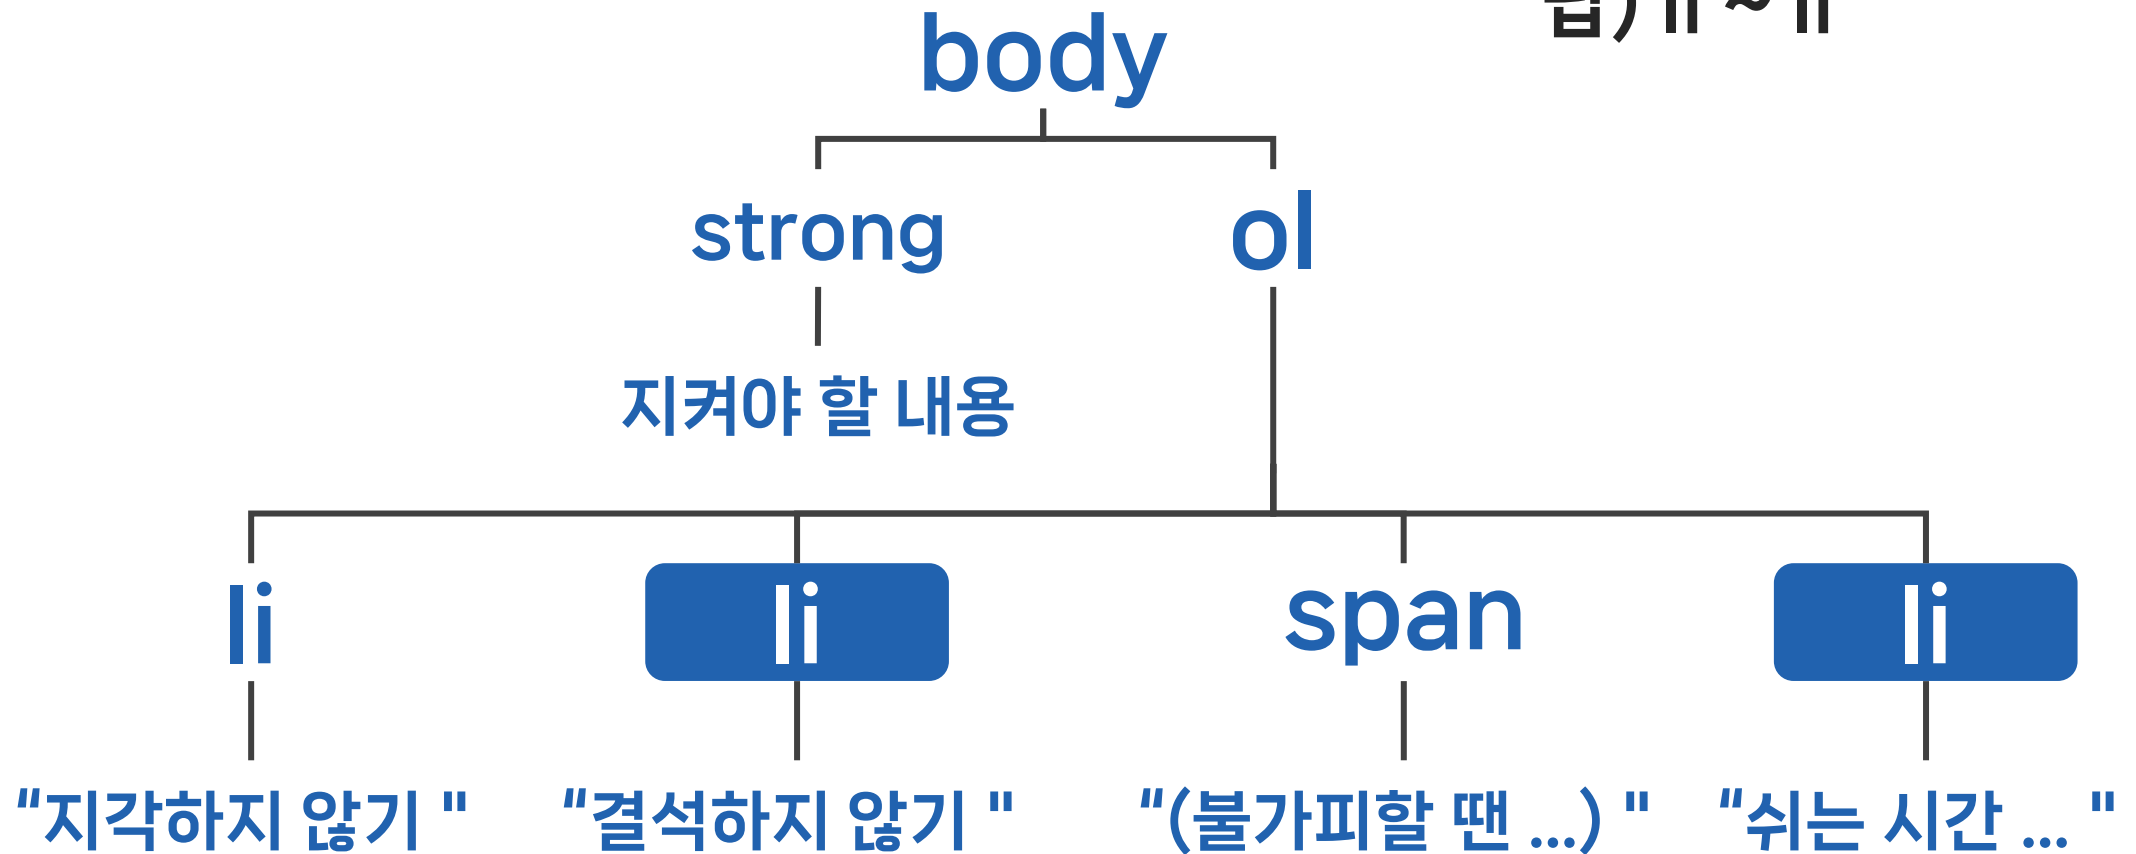 body
strong ol
지켜야 할 내용
li li span li
"지각하지 않기 " "결석하지 않기 " "(불가피할 땐 ...) " "쉬는 시간 ... "